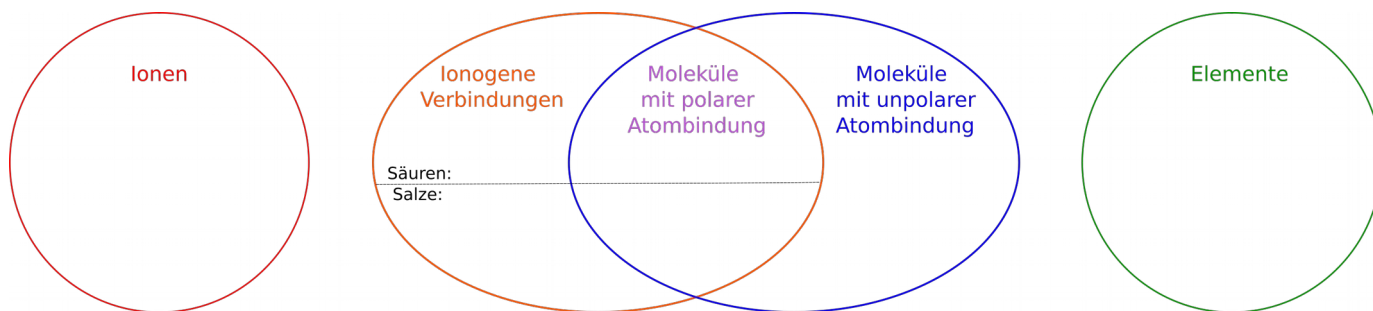 Ionen
Ionogene
Verbindungen
Moleküle
mit polarer
Atombindung
Moleküle
mit unpolarer
Atombindung
Elemente
Säuren:
Salze: